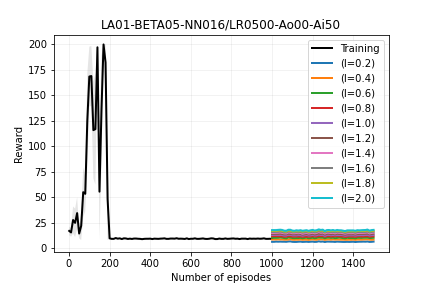 LA01-BETA05-NN016/LR0500-Ao00-Ai50
200
175
150
125
100
75
50
25
0
Reward
Training
(l=0.2)
(l=0.4)
(l=0.6)
(l=0.8)
(l=1.0)
(l=1.2)
(l=1.4)
(l=1.6)
(l=1.8)
(l=2.0)
0 200 400 600 800 1000 1200 1400
Number of episodes